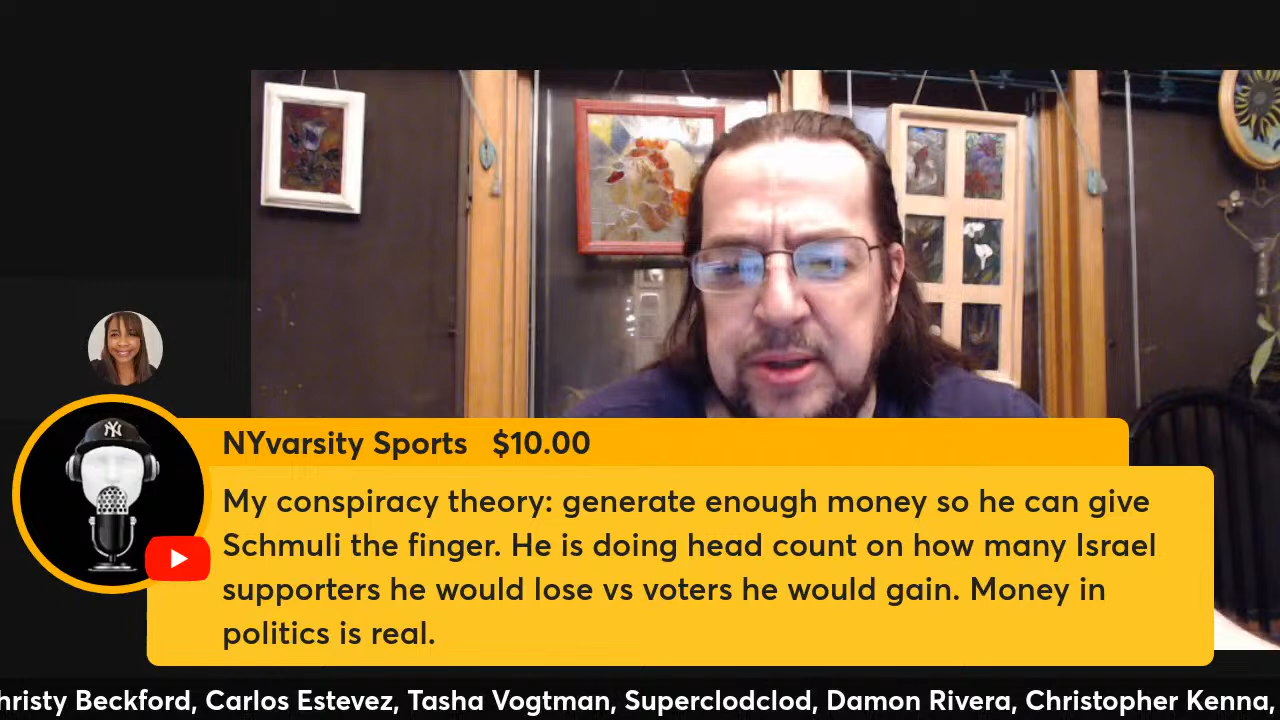 NYvarsity Sports $10.00
My conspiracy theory: generate enough money so he can give
Schmuli the finger. He is doing head count on how many Israel
supporters he would lose vs voters he would gain. Money in
politics is real.
hristy Beckford, Carlos Estevez, Tasha Vogtman, Superclodclod, Damon Rivera, Christopher Kenna,